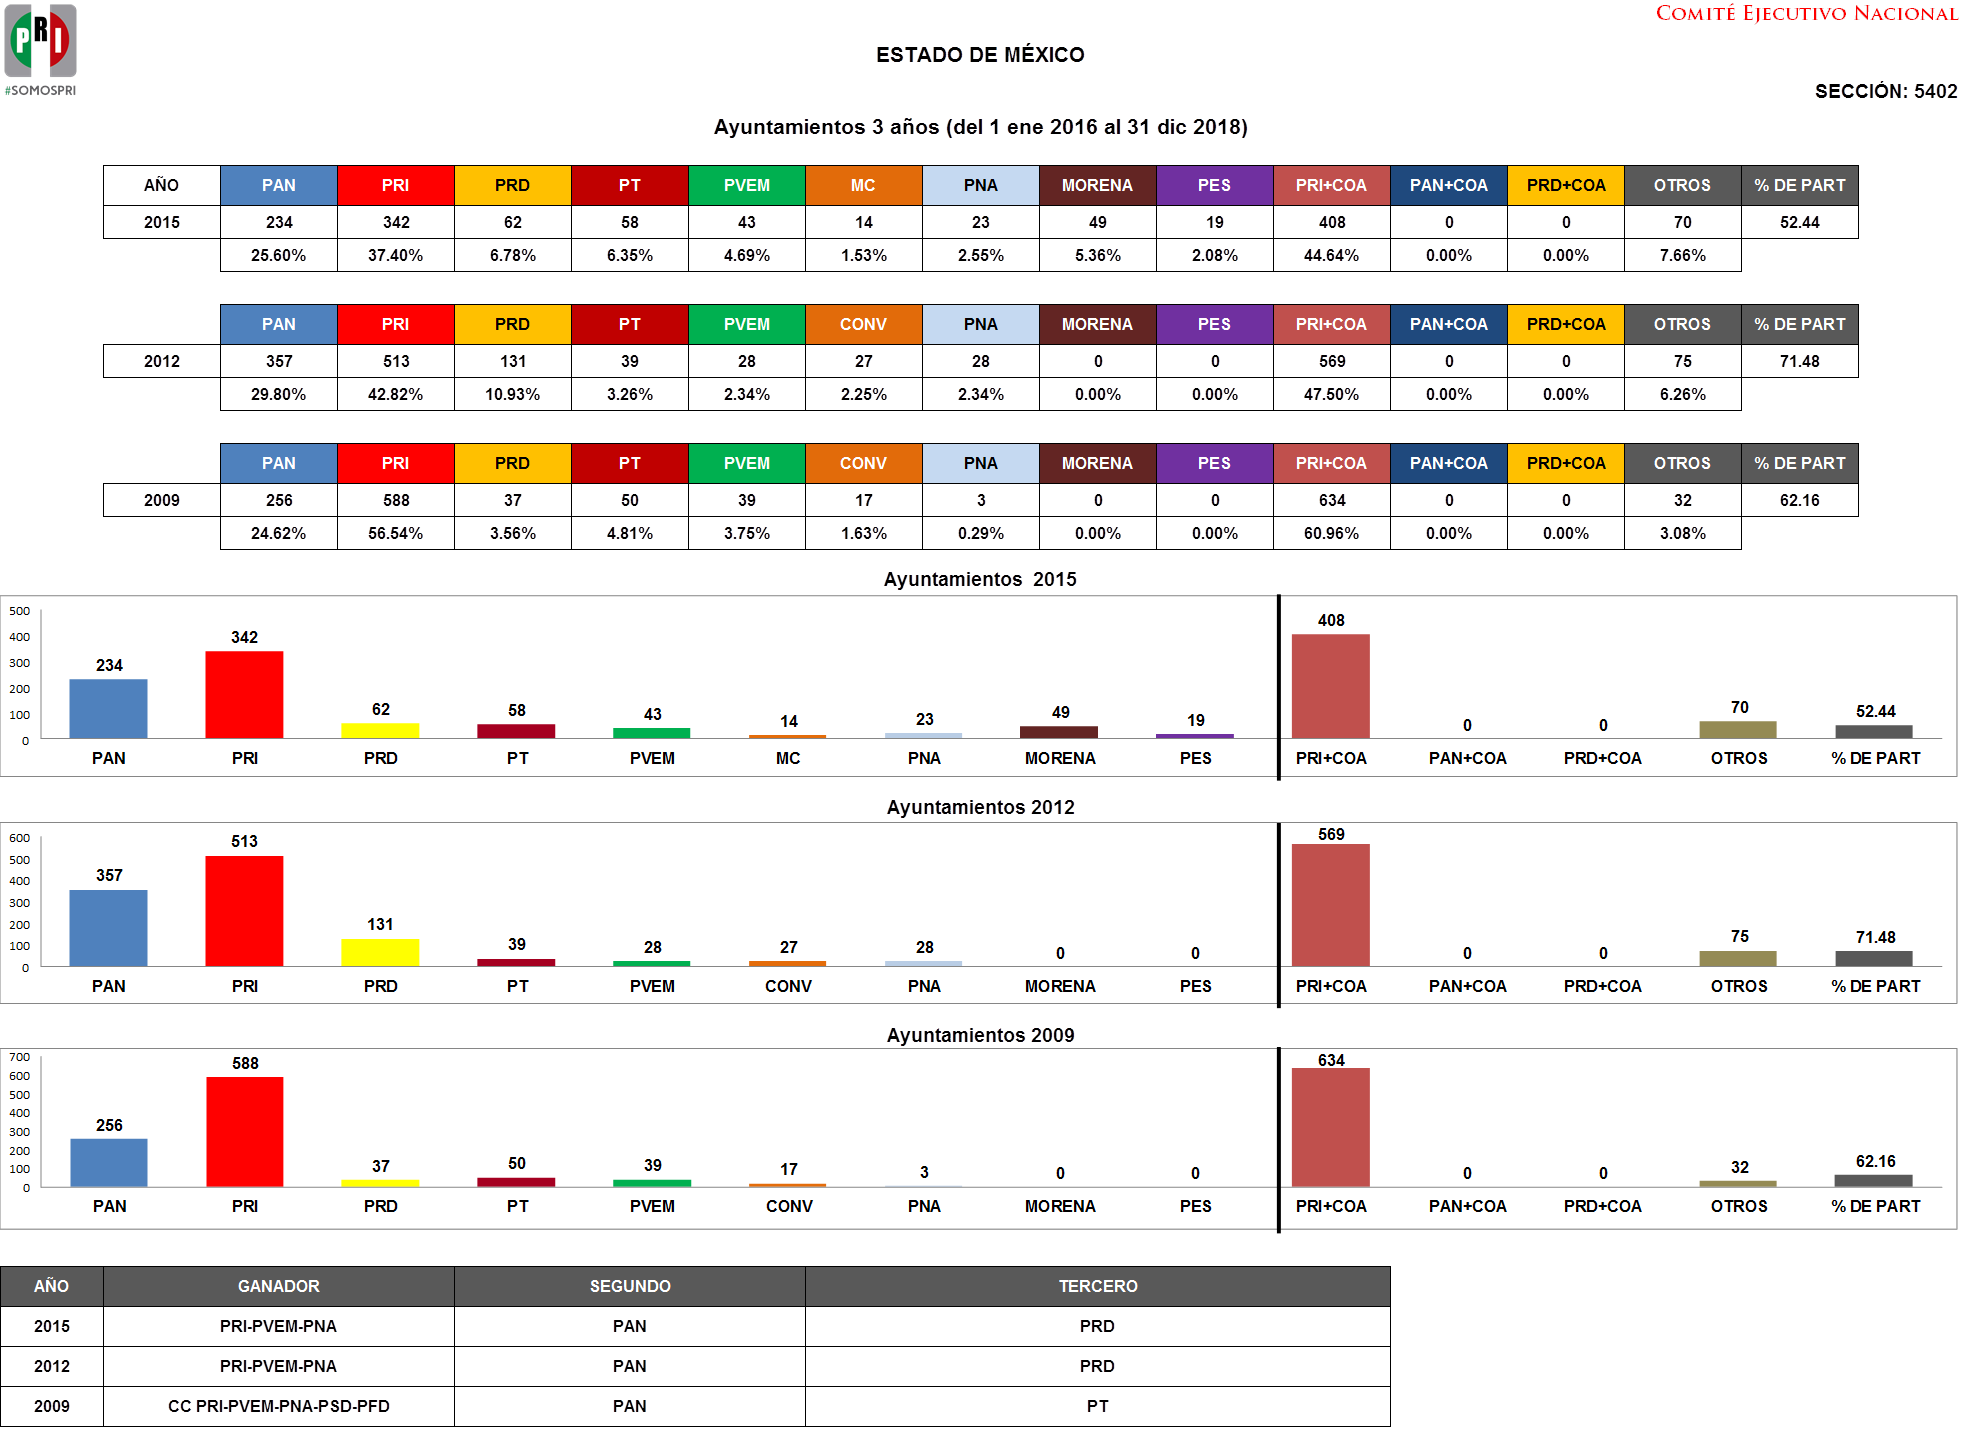 COMITÉ EJECUTIVO NACIONAL
PRI
#SOMOSPRI
ESTADO DE MÉXICO
SECCIÓN: 5402
Ayuntamientos 3 años (del 1 ene 2016 al 31 dic 2018)
AÑO PAN PRI PRD PT PVEM MC PNA MORENA PES PRI+COA PAN+COA PRD+COA OTROS % DE PART
2015 234 342 62 58 43 14 23 49 19 408 0 0 70 52.44
25.60% 37.40% 6.78% 6.35% 4.69% 1.53% 2.55% 5.36% 2.08% 44.64% 0.00% 0.00% 7.66%
PAN PRI PRD PT PVEM CONV PNA MORENA PES PRI+COA PAN+COA PRD+COA OTROS % DE PART
2012 357 513 131 39 28 27 28 0 0 569 0 0 75 71.48
29.80% 42.82% 10.93% 3.26% 2.34% 2.25% 2.34% 0.00% 0.00% 47.50% 0.00% 0.00% 6.26%
PAN PRI PRD PT PVEM CONV PNA MORENA PES PRI+COA PAN+COA PRD+COA OTROS % DE PART
2009 256 588 37 50 39 17 3 0 0 634 0 0 32 62.16
24.62% 56.54% 3.56% 4.81% 3.75% 1.63% 0.29% 0.00% 0.00% 60.96% 0.00% 0.00% 3.08%
Ayuntamientos 2015
500
400
300
200
100
0
234 342 62 58 43 14 23 49 19 408 0 0 70 52.44
PAN PRI PRD PT PVEM MC PNA MORENA PES PRI+COA PAN+COA PRD+COA OTROS % DE PART
Ayuntamientos 2012
600
500
400
300
200
100
0
357 513 131 39 28 27 28 0 0 569 0 0 75 71.48
PAN PRI PRD PT PVEM CONV PNA MORENA PES PRI+COA PAN+COA PRD+COA OTROS % DE PART
Ayuntamientos 2009
700
600
500
400
300
200
100
0
256 588 37 50 39 17 3 0 0 634 0 0 32 62.16
PAN PRI PRD PT PVEM CONV PNA MORENA PES PRI+COA PAN+COA PRD+COA OTROS % DE PART
AÑO GANADOR SEGUNDO TERCERO
2015 PRI-PVEM-PNA PAN PRD
2012 PRI-PVEM-PNA PAN PRD
2009 CC PRI-PVEM-PNA-PSD-PFD PAN PT